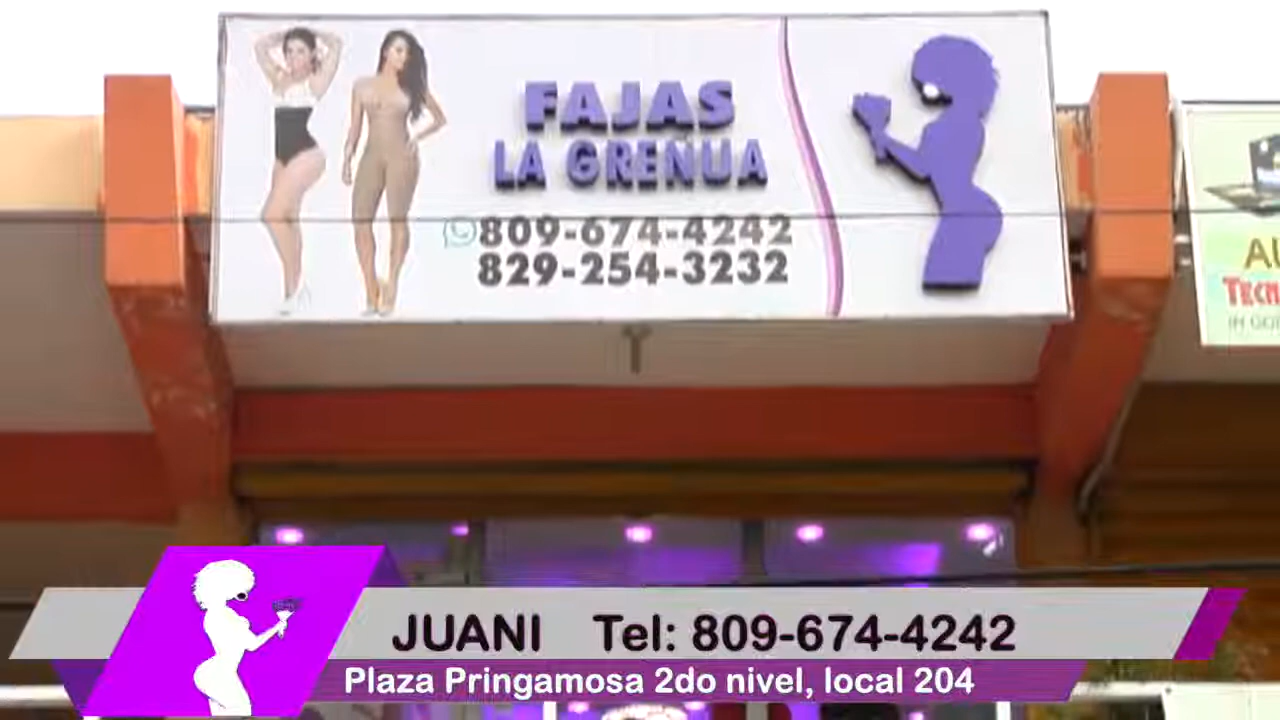 FAJAS
LA GREÑUA
809-674-4242
829-254-3232
JUANI Tel: 809-674-4242
Plaza Pringamosa 2do nivel, local 204